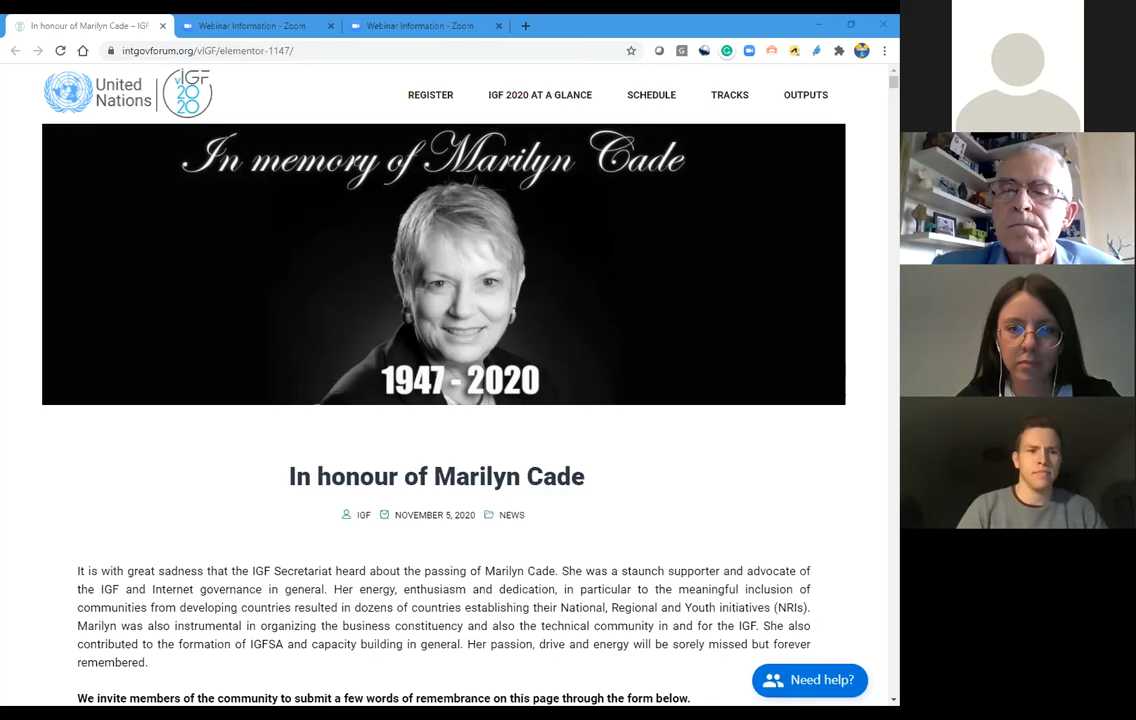 In honour of Marilyn Cade – IGF
Webinar Information - Zoom
Webinar Information - Zoom
intgovforum.org/vIGF/elementor-1147/
United Nations
vIGF 2020
REGISTER
IGF 2020 AT A GLANCE
SCHEDULE
TRACKS
OUTPUTS
In memory of Marilyn Cade
1947 - 2020
In honour of Marilyn Cade
IGF NOVEMBER 5, 2020 NEWS
It is with great sadness that the IGF Secretariat heard about the passing of Marilyn Cade. She was a staunch supporter and advocate of
the IGF and Internet governance in general. Her energy, enthusiasm and dedication, in particular to the meaningful inclusion of
communities from developing countries resulted in dozens of countries establishing their National, Regional and Youth initiatives (NRIs).
Marilyn was also instrumental in organizing the business constituency and also the technical community in and for the IGF. She also
contributed to the formation of IGFSA and capacity building in general. Her passion, drive and energy will be sorely missed but forever
remembered.
We invite members of the community to submit a few words of remembrance on this page through the form below.
Need help?